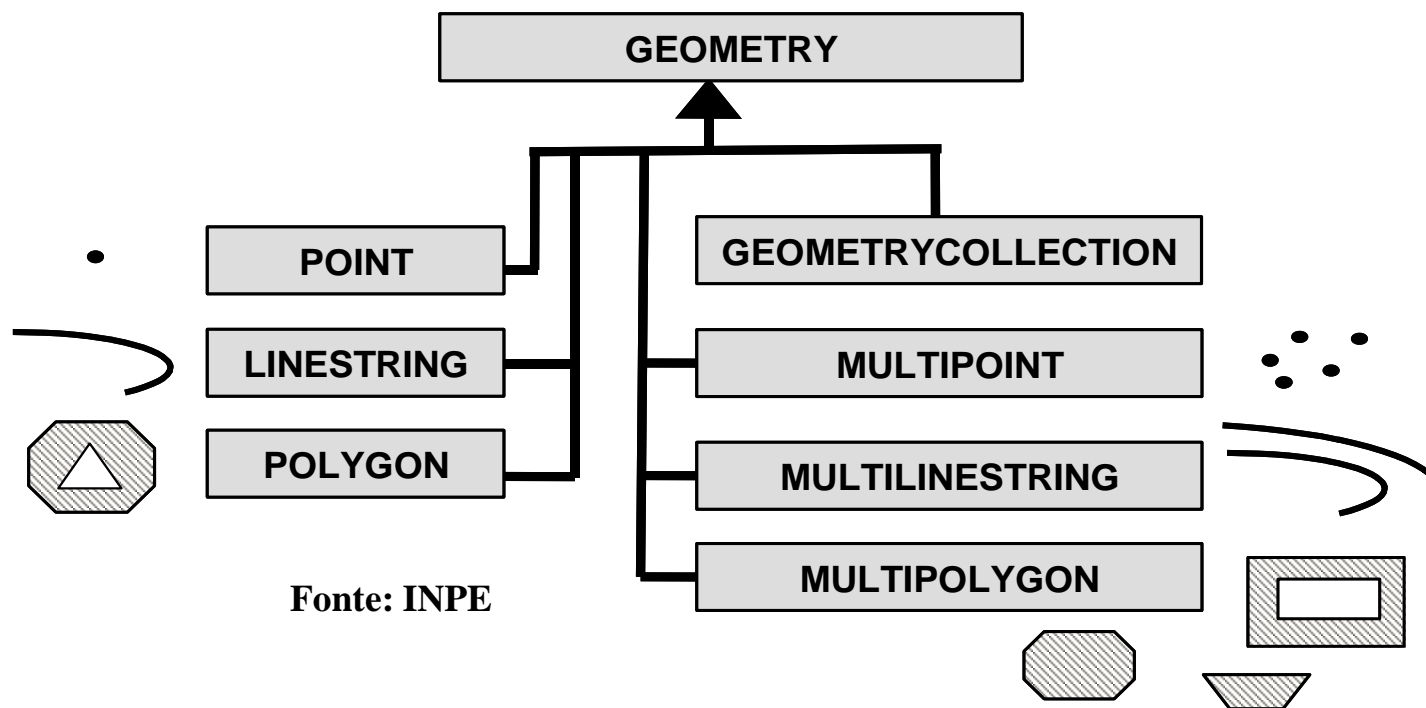 GEOMETRY
POINT
LINESTRING
POLYGON
GEOMETRYCOLLECTION
MULTIPOINT
MULTILINESTRING
MULTIPOLYGON
Fonte: INPE